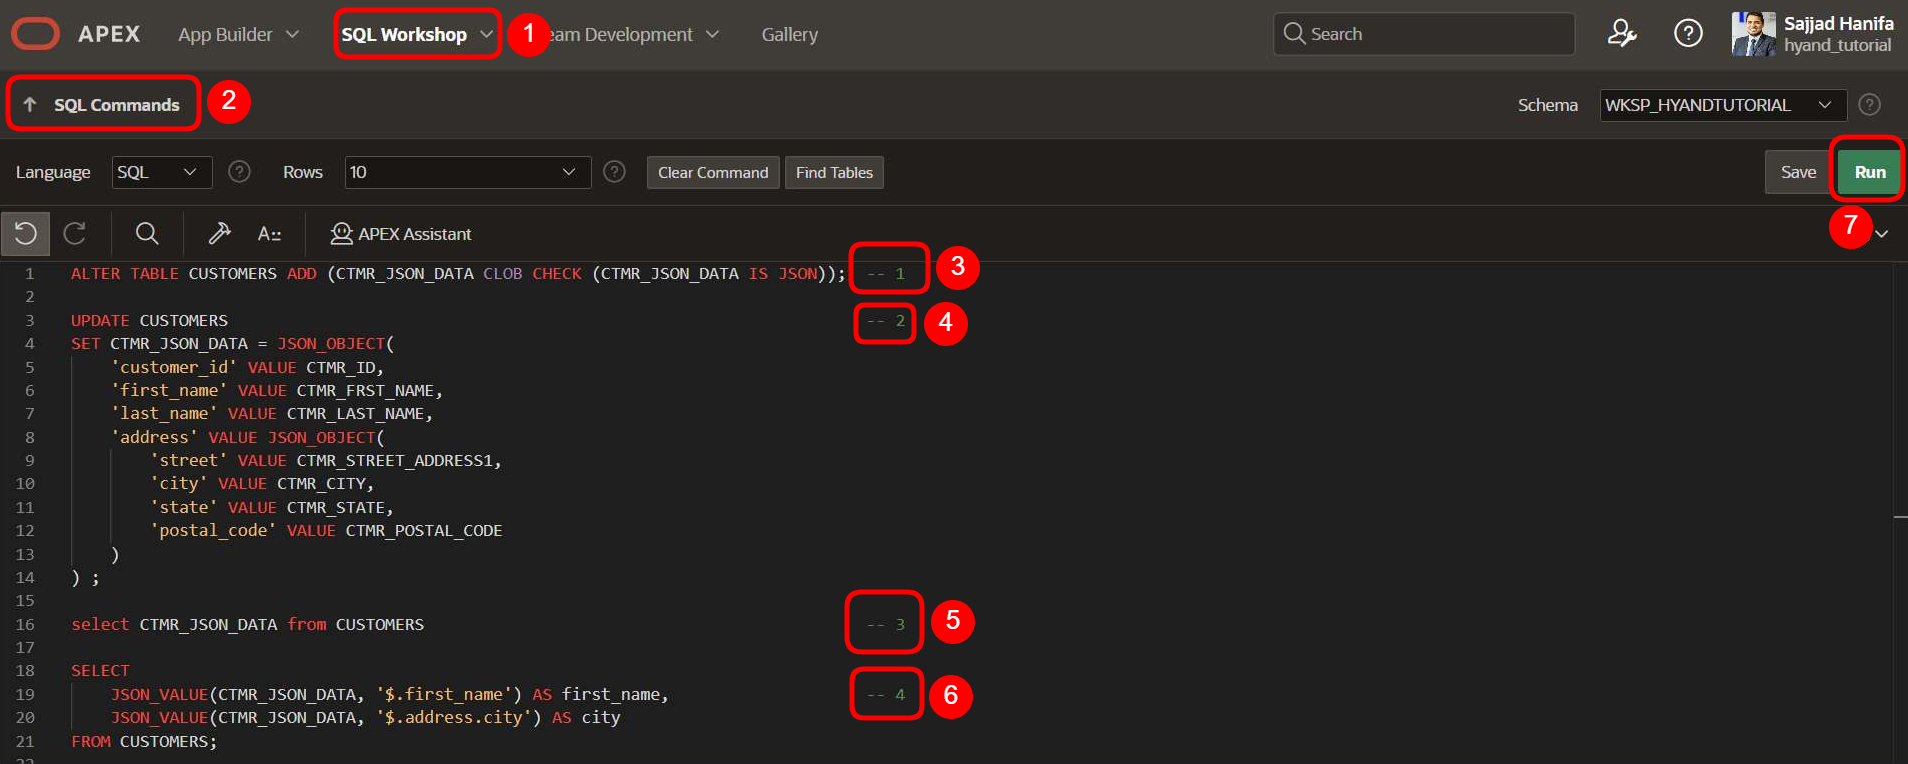 APEX App Builder SQL Workshop 1 eam Development Gallery Search Sajjad Hanifa
hyand_tutorial
SQL Commands 2 Schema WKSP_HYANDTUTORIAL
Language SQL Rows 10 Clear Command Find Tables Save Run
A:: APEX Assistant 7
1 ALTER TABLE CUSTOMERS ADD (CTMR_JSON_DATA CLOB CHECK (CTMR_JSON_DATA IS JSON)); -- 1 3
2
3 UPDATE CUSTOMERS -- 2 4
4 SET CTMR_JSON_DATA = JSON_OBJECT(
5 'customer_id' VALUE CTMR_ID,
6 'first_name' VALUE CTMR_FRST_NAME,
7 'last_name' VALUE CTMR_LAST_NAME,
8 'address' VALUE JSON_OBJECT(
9 'street' VALUE CTMR_STREET_ADDRESS1,
10 'city' VALUE CTMR_CITY,
11 'state' VALUE CTMR_STATE,
12 'postal_code' VALUE CTMR_POSTAL_CODE
13 )
14 ) ;
15
16 select CTMR_JSON_DATA from CUSTOMERS -- 3 5
17
18 SELECT
19 JSON_VALUE(CTMR_JSON_DATA, '$.first_name') AS first_name, -- 4 6
20 JSON_VALUE(CTMR_JSON_DATA, '$.address.city') AS city
21 FROM CUSTOMERS;